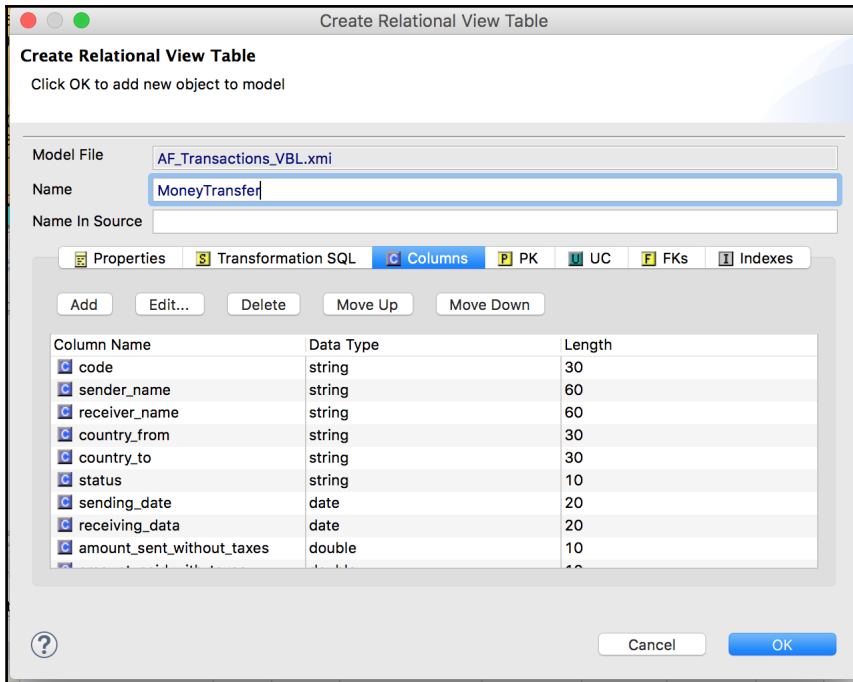 Create Relational View Table
Create Relational View Table
Click OK to add new object to model
Model File AF_Transactions_VBL.xmi
Name MoneyTransfer
Name In Source
Properties S Transformation SQL C Columns P PK U UC F FKs I Indexes
Add Edit... Delete Move Up Move Down
Column Name Data Type Length
C code string 30
C sender_name string 60
C receiver_name string 60
C country_from string 30
C country_to string 30
C status string 10
C sending_date date 20
C receiving_data date 20
C amount_sent_without_taxes double 10
? Cancel OK